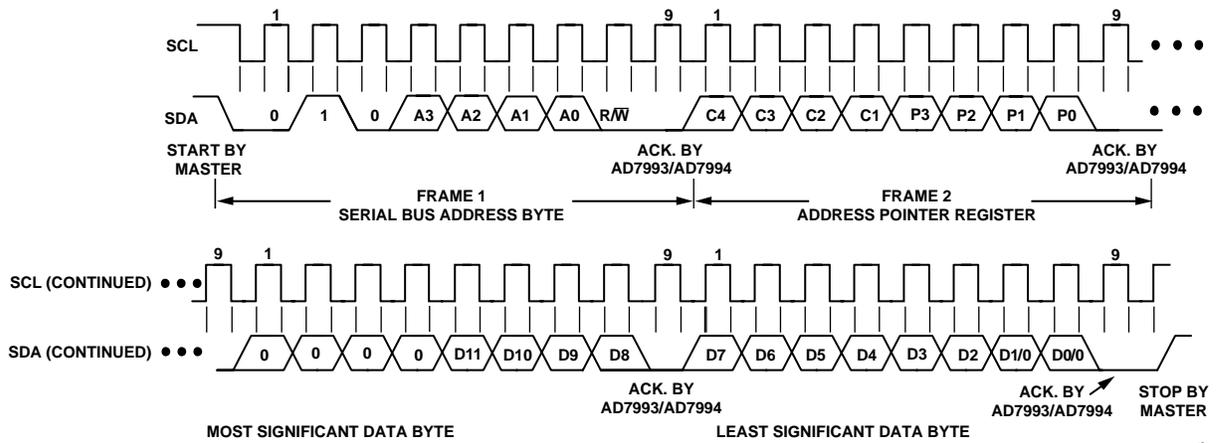 1 9 1 9
SCL
SDA 0 1 0 A3 A2 A1 A0 R/W̅ C4 C3 C2 C1 P3 P2 P1 P0
START BY
MASTER
ACK. BY
AD7993/AD7994
ACK. BY
AD7993/AD7994
FRAME 1
SERIAL BUS ADDRESS BYTE
FRAME 2
ADDRESS POINTER REGISTER
9 1 9 1 9
SCL (CONTINUED)
SDA (CONTINUED) 0 0 0 0 D11 D10 D9 D8 D7 D6 D5 D4 D3 D2 D1/0 D0/0
ACK. BY
AD7993/AD7994
ACK. BY
AD7993/AD7994
STOP BY
MASTER
MOST SIGNIFICANT DATA BYTE
LEAST SIGNIFICANT DATA BYTE